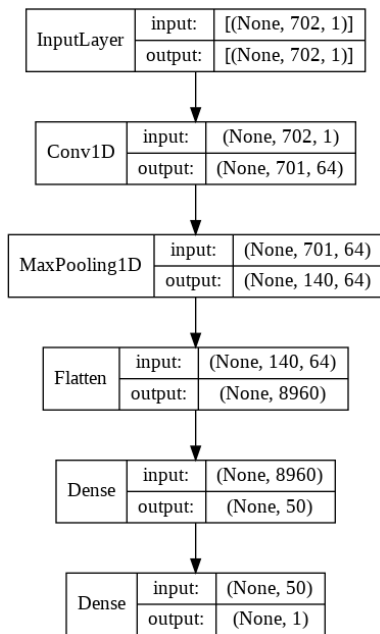 InputLayer
input: [(None, 702, 1)]
output: [(None, 702, 1)]
Conv1D
input: (None, 702, 1)
output: (None, 701, 64)
MaxPooling1D
input: (None, 701, 64)
output: (None, 140, 64)
Flatten
input: (None, 140, 64)
output: (None, 8960)
Dense
input: (None, 8960)
output: (None, 50)
Dense
input: (None, 50)
output: (None, 1)